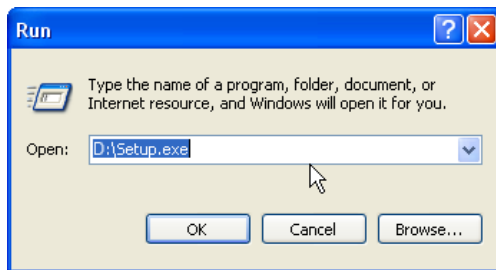 Run
Type the name of a program, folder, document, or
Internet resource, and Windows will open it for you.
Open: D:\Setup.exe
OK Cancel Browse...